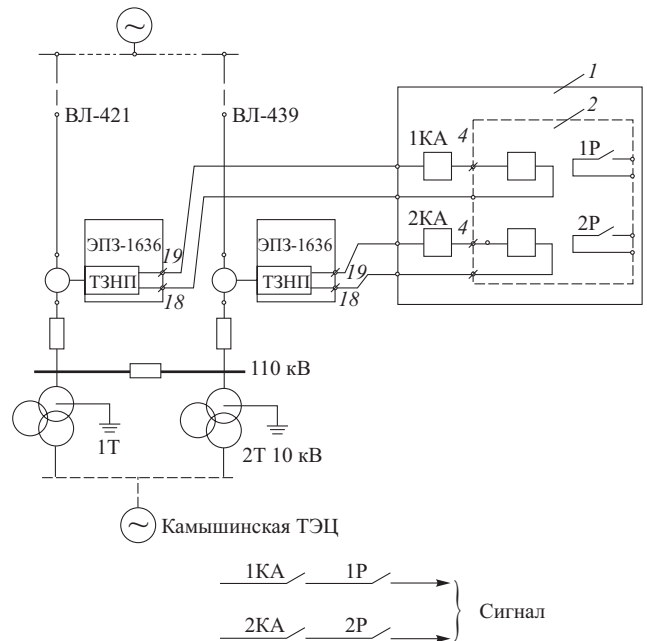 1
2
ВЛ-421
ВЛ-439
1КА
4
1Р
2КА
4
2Р
ЭПЗ-1636
19
ТЗНП
18
ЭПЗ-1636
19
ТЗНП
18
110 кВ
1Т
2Т 10 кВ
Камышинская ТЭЦ
1КА 1Р
2КА 2Р
Сигнал